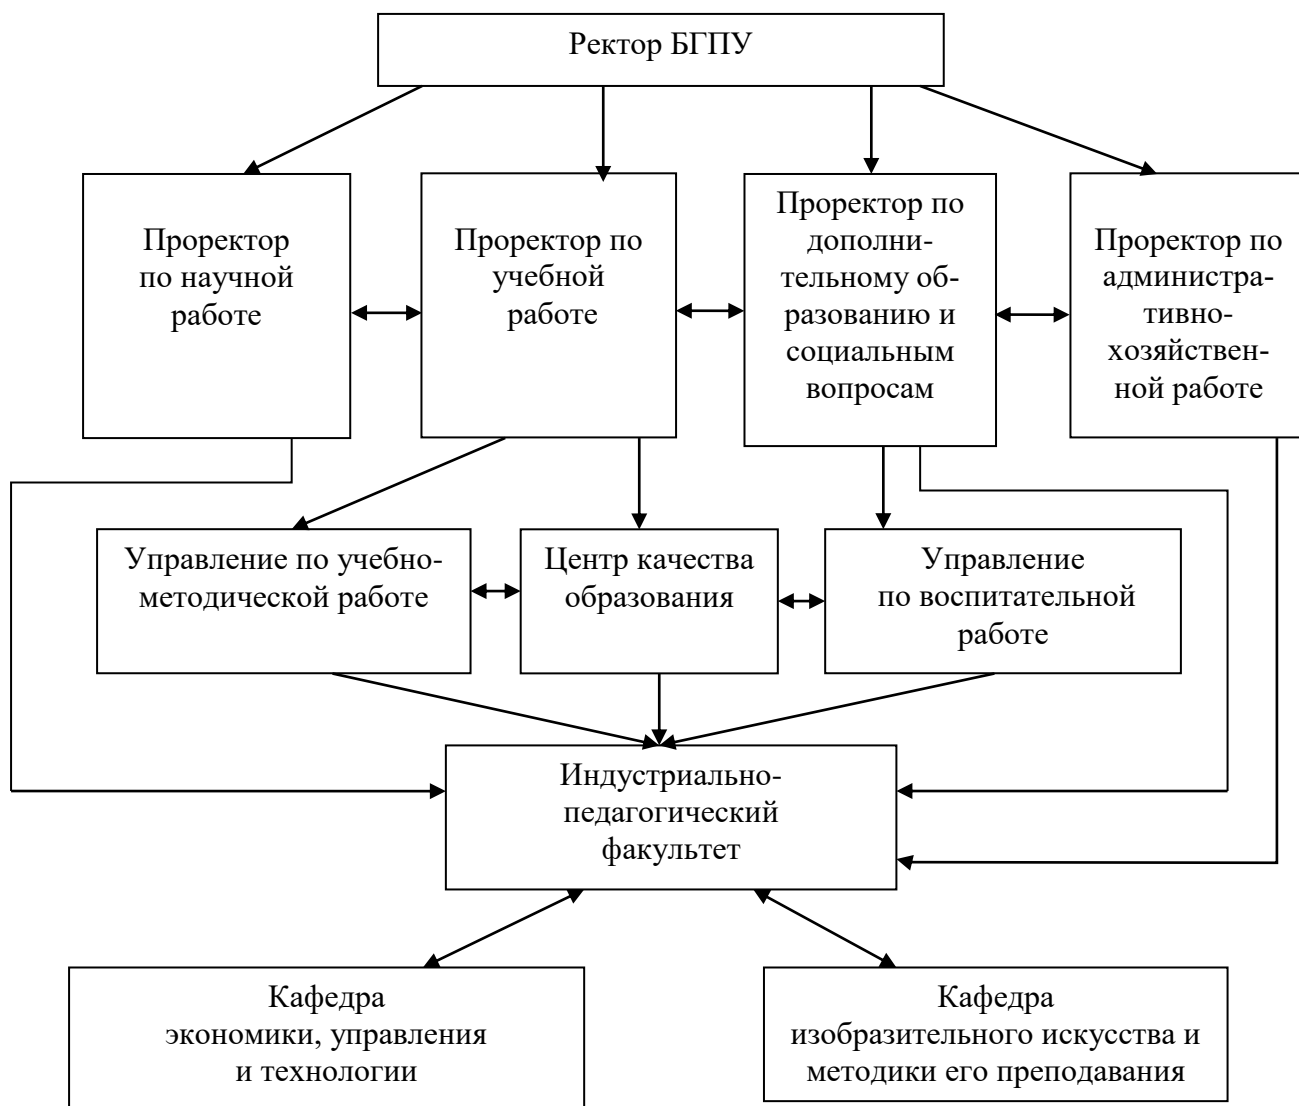 Ректор БГПУ
Проректор
по научной
работе
Проректор по
учебной
работе
Проректор по
дополни-
тельному об-
разованию и
социальным
вопросам
Проректор по
администра-
тивно-
хозяйствен-
ной работе
Управление по учебно-
методической работе
Центр качества
образования
Управление
по воспитательной
работе
Индустриально-
педагогический
факультет
Кафедра
экономики, управления
и технологии
Кафедра
изобразительного искусства и
методики его преподавания